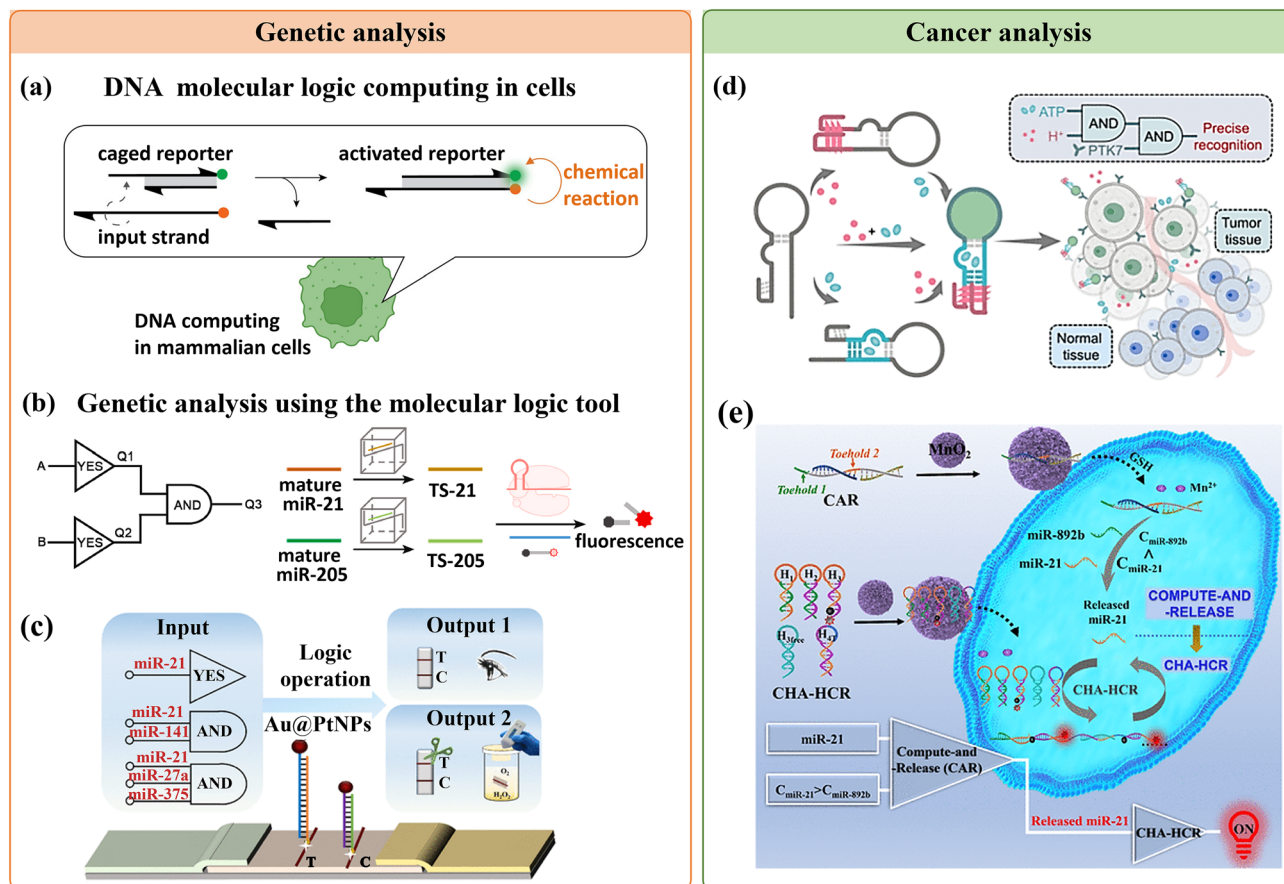 Genetic analysis
(a)
DNA molecular logic computing in cells
caged reporter
activated reporter
chemical
reaction
input strand
DNA computing
in mammalian cells
(b)
Genetic analysis using the molecular logic tool
A
YES
Q1
AND
Q3
B
YES
Q2
mature
miR-21
TS-21
mature
miR-205
TS-205
fluorescence
(c)
Input
miR-21
YES
miR-21
miR-141
AND
miR-21
miR-27a
miR-375
AND
Logic
operation
Au@PtNPs
Output 1
T
C
Output 2
T
C
O2
H2O2
T
C
Cancer analysis
(d)
ATP
H+
PTK7
AND
AND
Precise
recognition
+
Tumor
tissue
Normal
tissue
(e)
Toehold 2
Toehold 1
CAR
MnO2
GSH
Mn2+
miR-892b
miR-21
CmiR-892b
<
CmiR-21
Released
miR-21
COMPUTE-AND
-RELEASE
CHA-HCR
H1
H2
H3
H3free
H4T
CHA-HCR
CHA-HCR
miR-21
CmiR-21>CmiR-892b
Compute-and
-Release (CAR)
Released miR-21
CHA-HCR
ON